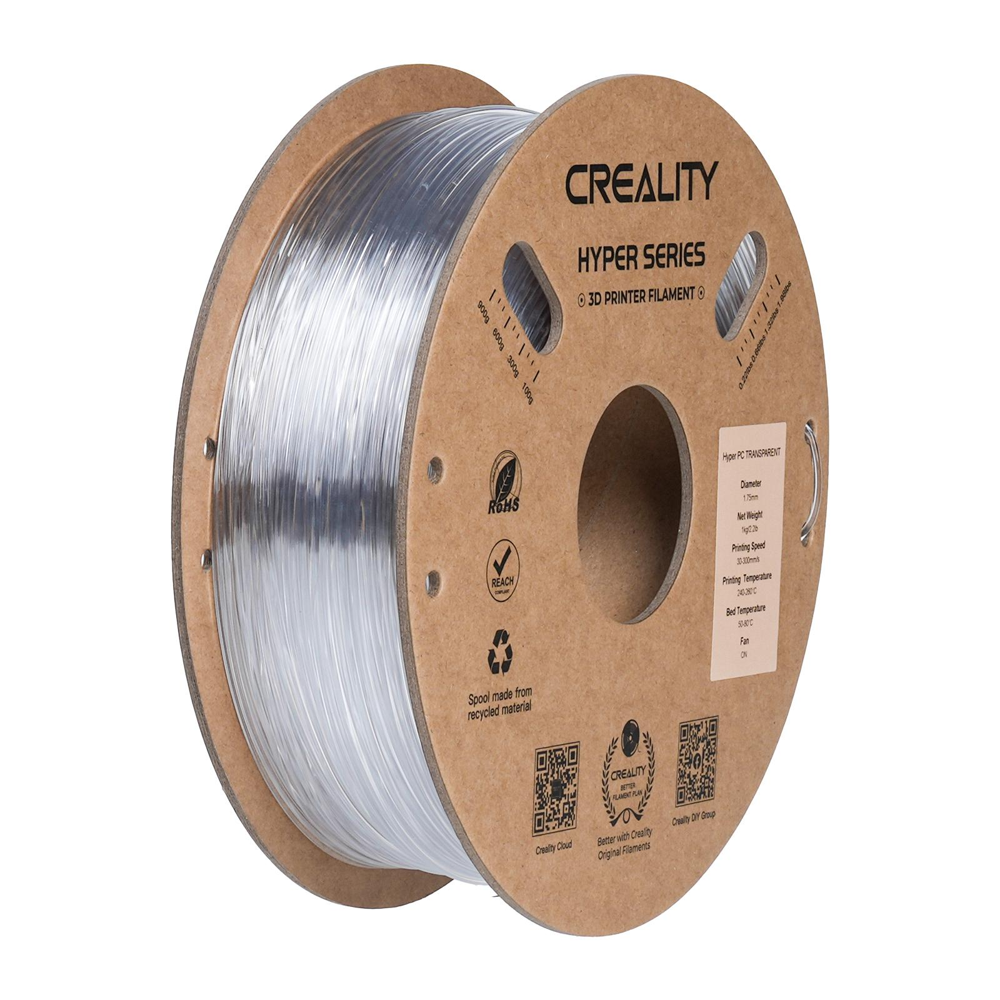 CREALITY
HYPER SERIES
3D PRINTER FILAMENT
900g 600g 300g 100g
0.22lbs 0.66lbs 1.32lbs 1.98lbs
Hyper PC TRANSPARENT
Diameter
1.75mm
Net Weight
1kg/2.2lb
Printing Speed
30-300mm/s
Printing Temperature
240-260°C
Bed Temperature
50-80°C
Fan
ON
RoHS
REACH
COMPLIANT
Spool made from
recycled material
Creality Cloud
CREALITY
BETTER
FILAMENT PLAN
Better with Creality
Original Filaments
Creality DIY Group